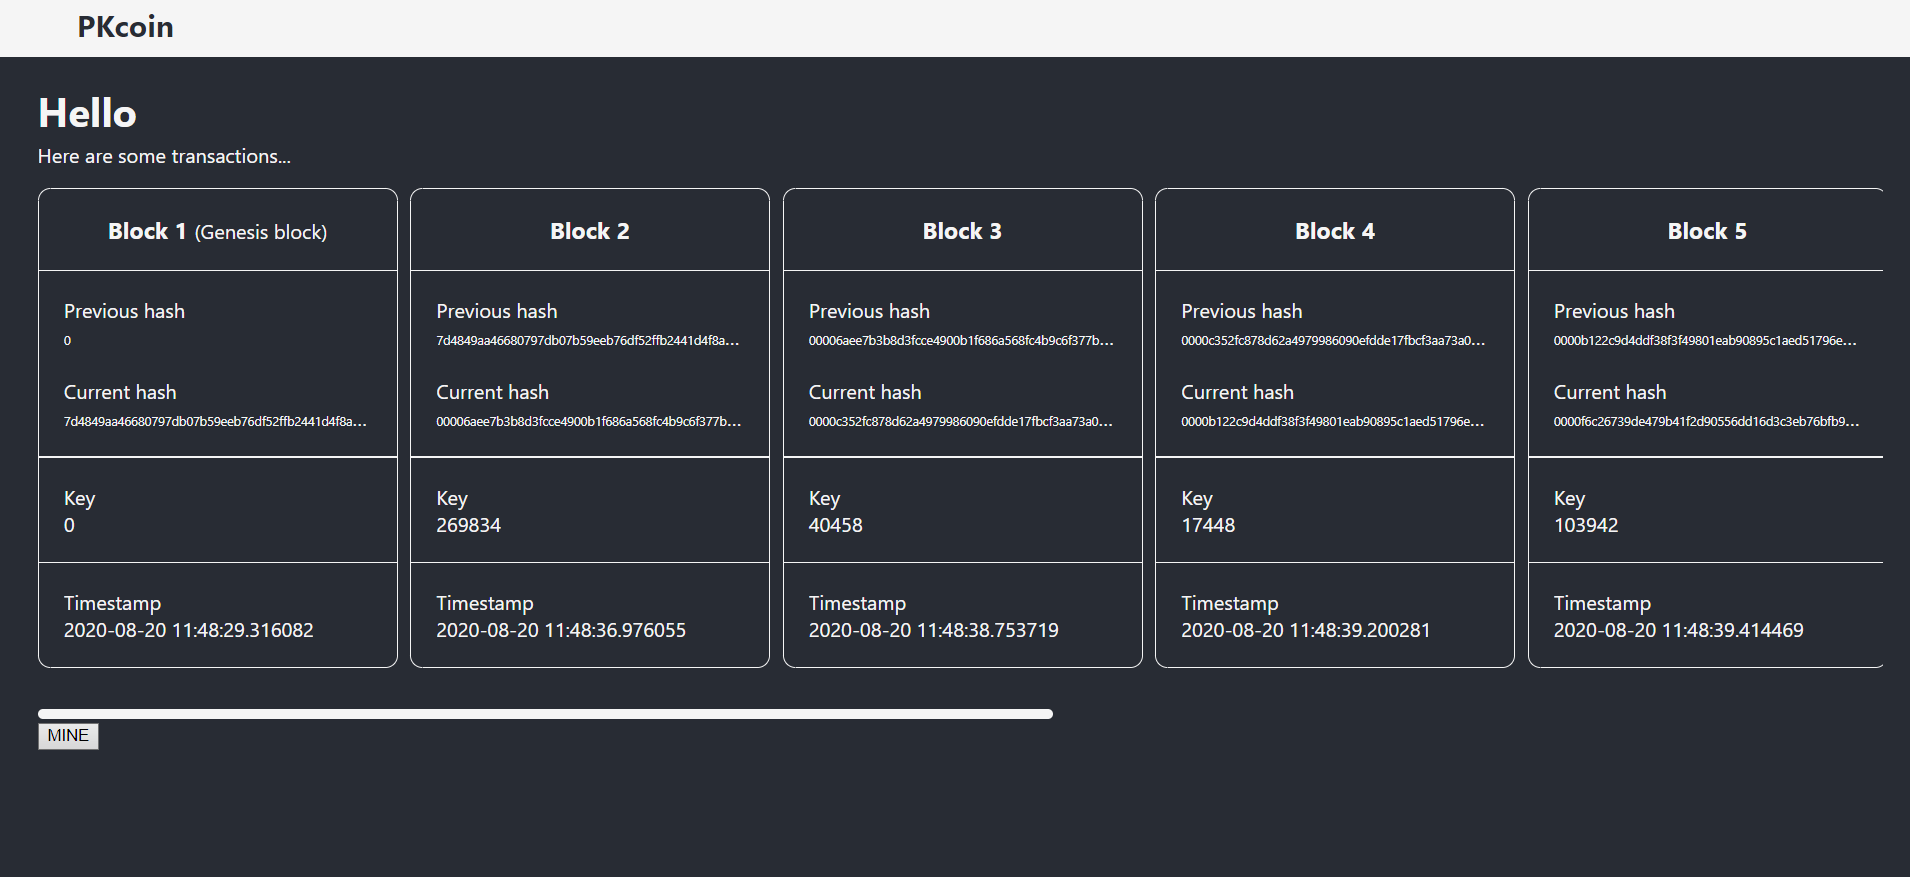 PKcoin
Hello
Here are some transactions...
Block 1 (Genesis block)
Previous hash
0
Current hash
7d4849aa46680797db07b59eeb76df52ffb2441d4f8a...
Key
0
Timestamp
2020-08-20 11:48:29.316082
Block 2
Previous hash
7d4849aa46680797db07b59eeb76df52ffb2441d4f8a...
Current hash
00006aee7b3b8d3fcce4900b1f686a568fc4b9c6f377b...
Key
269834
Timestamp
2020-08-20 11:48:36.976055
Block 3
Previous hash
00006aee7b3b8d3fcce4900b1f686a568fc4b9c6f377b...
Current hash
0000c352fc878d62a4979986090efdde17fbcf3aa73a0...
Key
40458
Timestamp
2020-08-20 11:48:38.753719
Block 4
Previous hash
0000c352fc878d62a4979986090efdde17fbcf3aa73a0...
Current hash
0000b122c9d4ddf38f3f49801eab90895c1aed51796e...
Key
17448
Timestamp
2020-08-20 11:48:39.200281
Block 5
Previous hash
0000b122c9d4ddf38f3f49801eab90895c1aed51796e...
Current hash
0000f6c26739de479b41f2d90556dd16d3c3eb76bfb9...
Key
103942
Timestamp
2020-08-20 11:48:39.414469
MINE